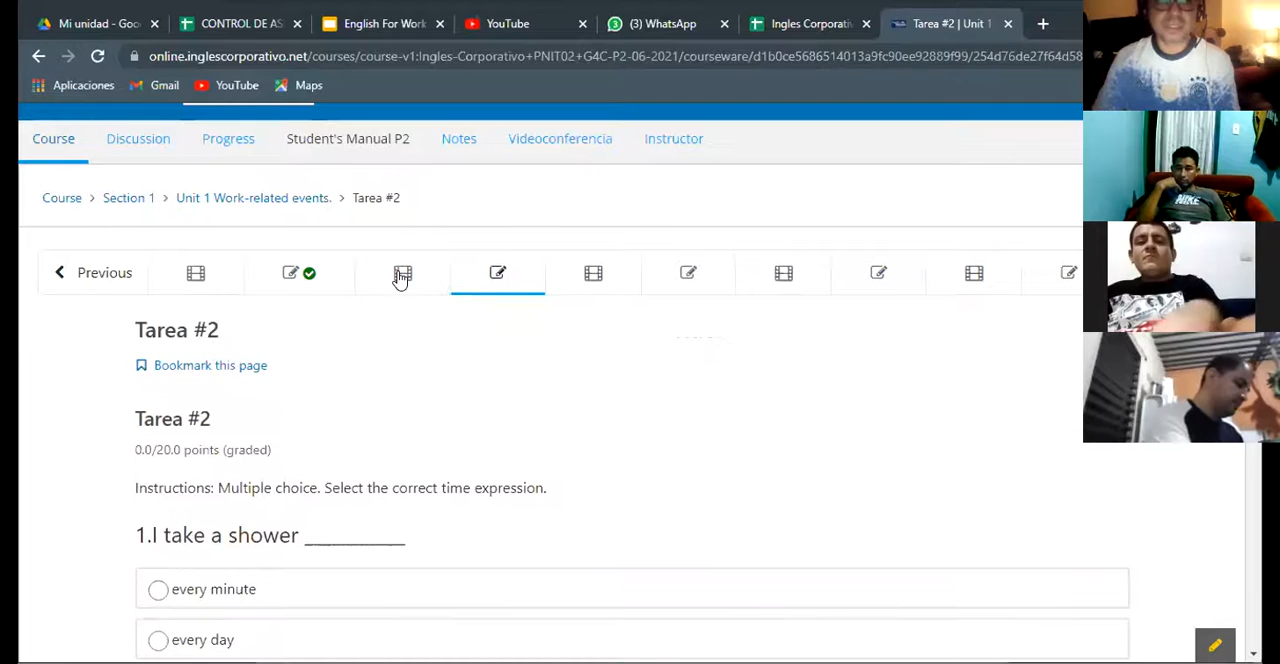 Mi unidad - Goo
CONTROL DE AS
English For Work
YouTube
(3) WhatsApp
Ingles Corporati
Tarea #2 | Unit 1
online.inglescorporativo.net/courses/course-v1:Ingles-Corporativo+PNIT02+G4C-P2-06-2021/courseware/d1b0ce5686514013a9fc90ee92889f99/254d76de27f64d58
Aplicaciones
Gmail
YouTube
Maps
Course
Discussion
Progress
Student's Manual P2
Notes
Videoconferencia
Instructor
Course > Section 1 > Unit 1 Work-related events. > Tarea #2
Previous
Tarea #2
Bookmark this page
Tarea #2
0.0/20.0 points (graded)
Instructions: Multiple choice. Select the correct time expression.
1.I take a shower __________
every minute
every day
NIKE